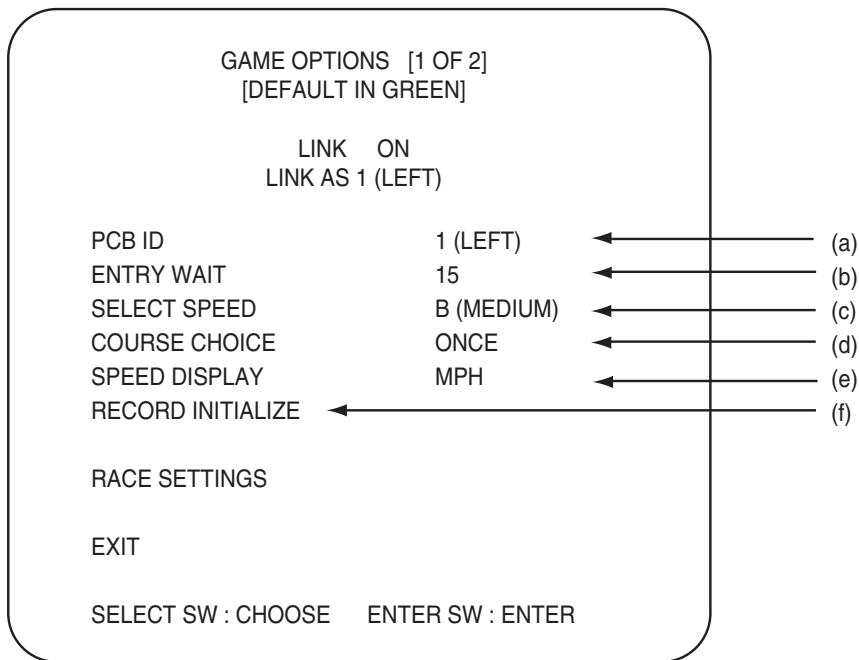 GAME OPTIONS [1 OF 2]
[DEFAULT IN GREEN]
LINK ON
LINK AS 1 (LEFT)
PCB ID 1 (LEFT) (a)
ENTRY WAIT 15 (b)
SELECT SPEED B (MEDIUM) (c)
COURSE CHOICE ONCE (d)
SPEED DISPLAY MPH (e)
RECORD INITIALIZE (f)
RACE SETTINGS
EXIT
SELECT SW : CHOOSE ENTER SW : ENTER